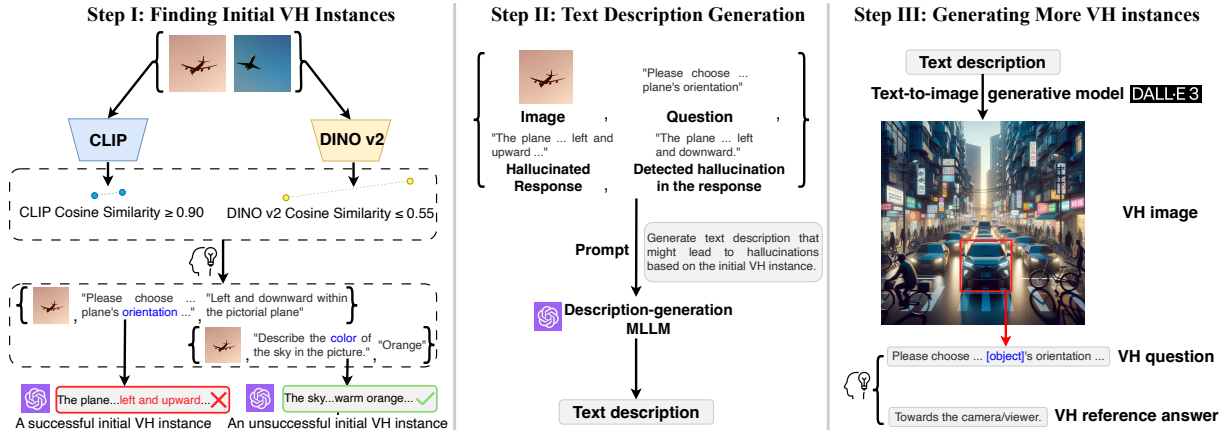 Step I: Finding Initial VH Instances
CLIP
DINO v2
CLIP Cosine Similarity ≥ 0.90
DINO v2 Cosine Similarity ≤ 0.55
"Please choose ... plane's orientation ..."
,
,
"Left and downward within the pictorial plane"
"Describe the color of the sky in the picture."
,
,
"Orange"
The plane...left and upward...
The sky...warm orange...
A successful initial VH instance
An unsuccessful initial VH instance
Step II: Text Description Generation
"Please choose ...
plane's orientation"
Image
,
Question
,
"The plane ... left and
upward ..."
"The plane ... left
and downward."
Hallucinated
Response
,
Detected hallucination
in the response
Prompt
Generate text description that
might lead to hallucinations
based on the initial VH instance.
Description-generation
MLLM
Text description
Step III: Generating More VH instances
Text description
Text-to-image generative model DALL·E 3
VH image
Please choose ... [object]'s orientation ...
VH question
Towards the camera/viewer.
VH reference answer